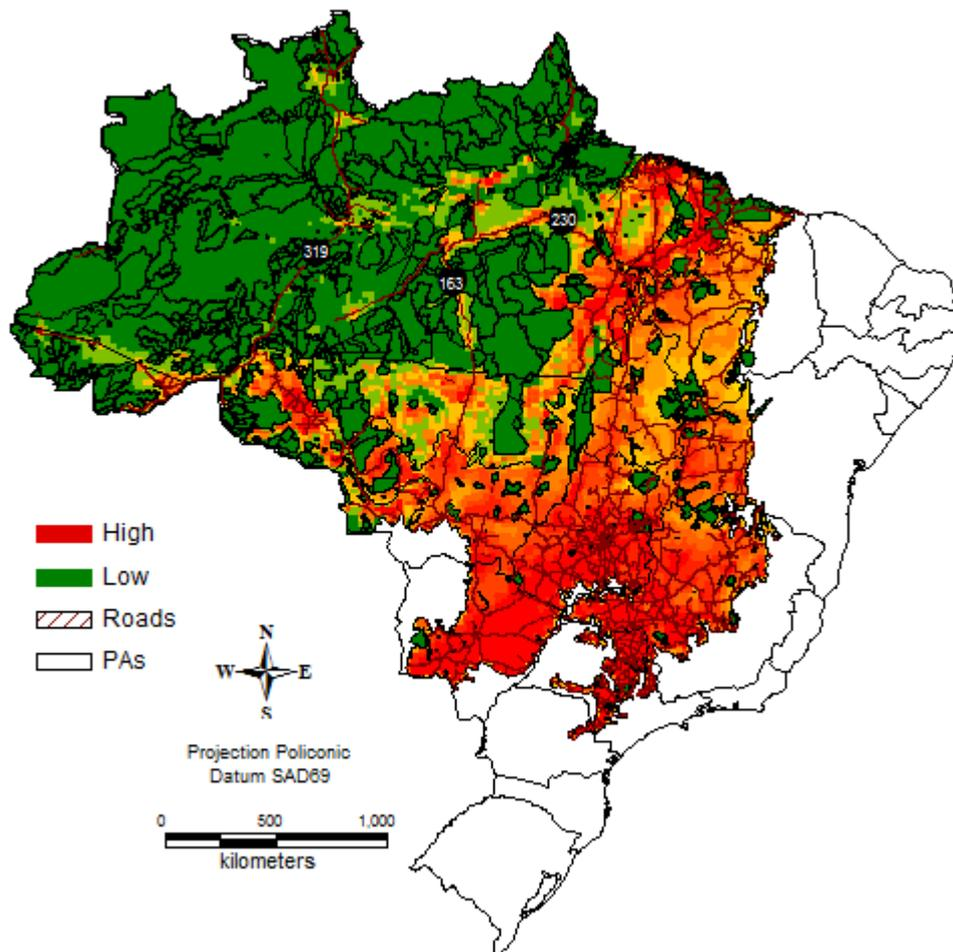 230
319
163
High
Low
Roads
PAs
N
W E
S
Projection Policonic
Datum SAD69
0 500 1,000
kilometers